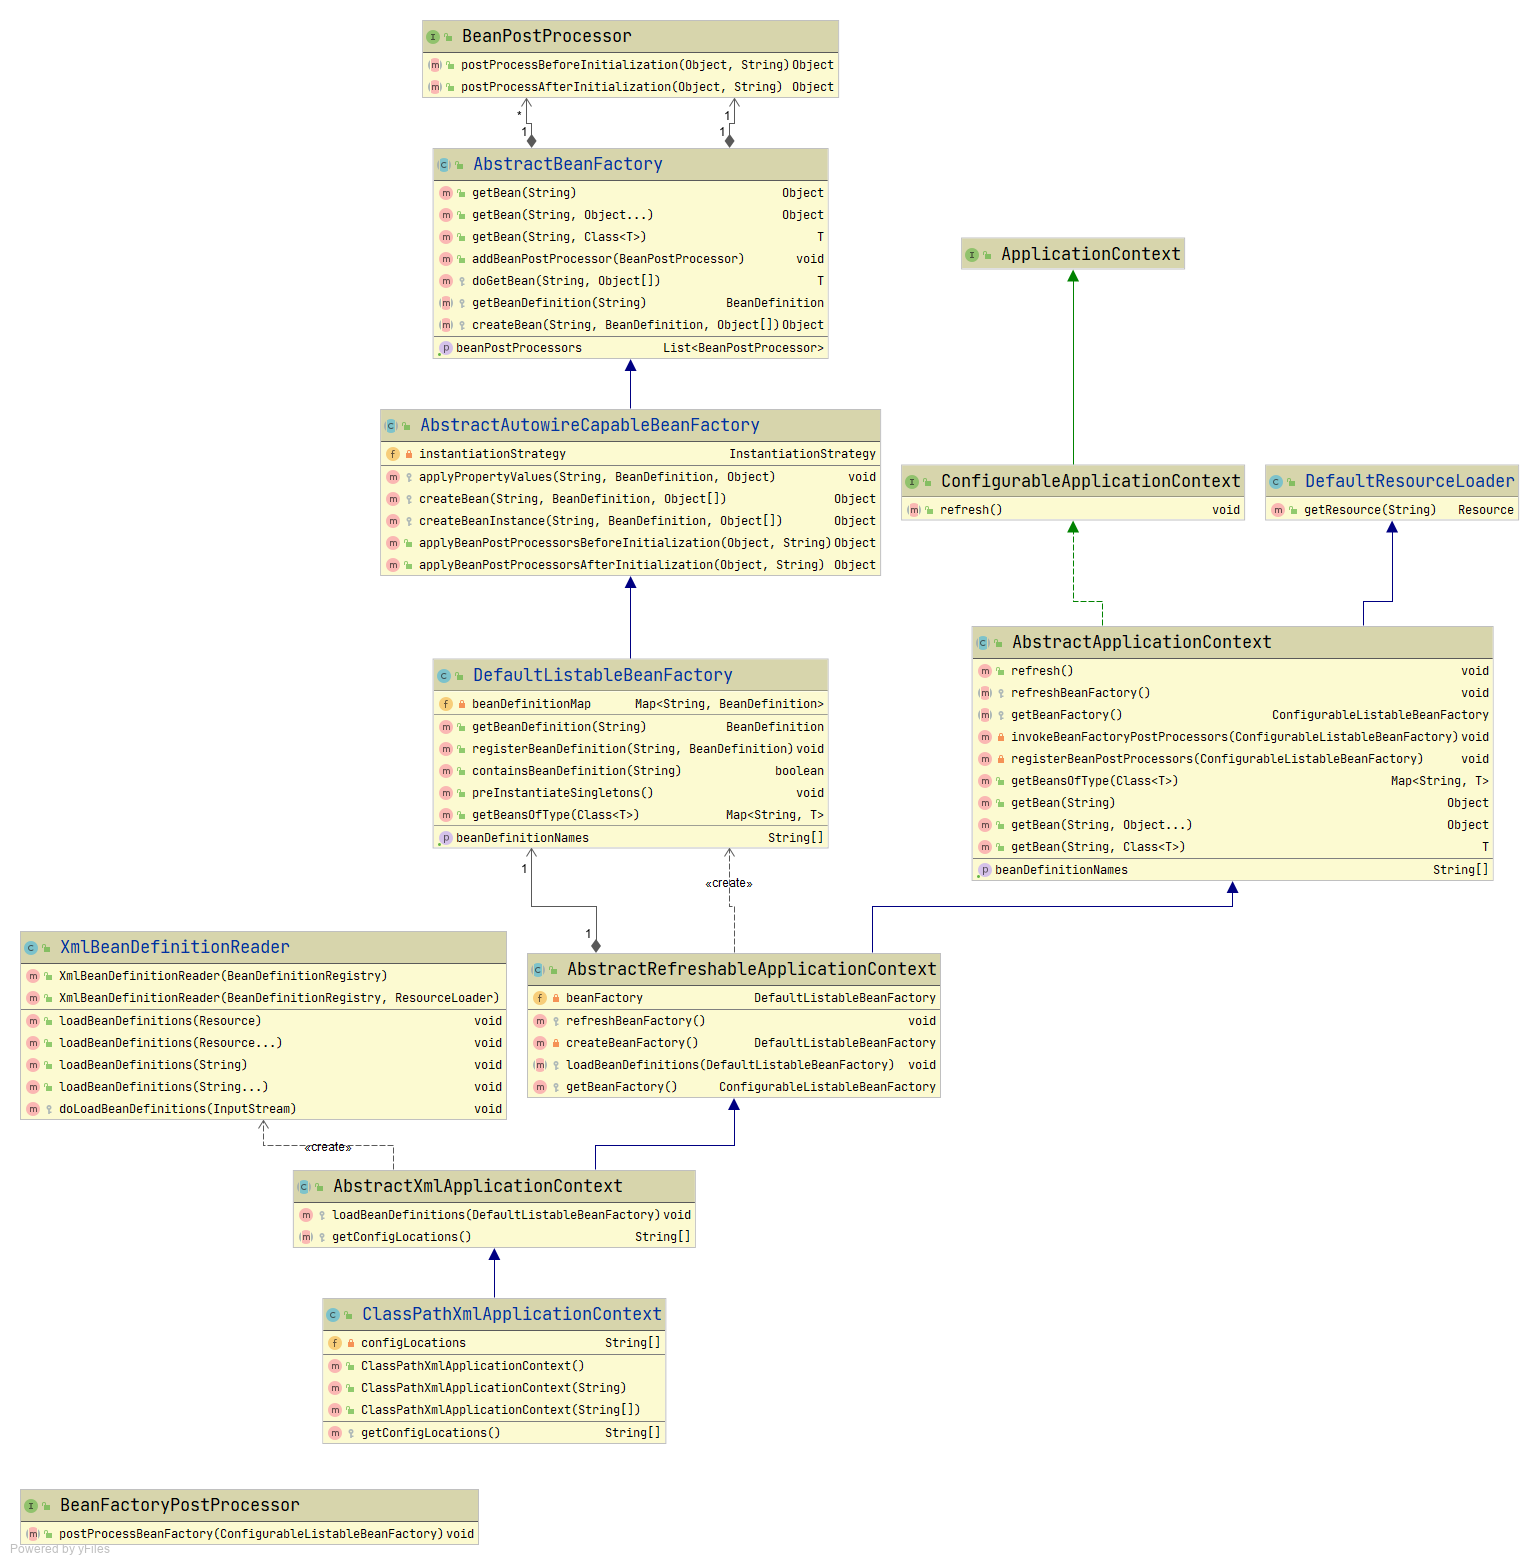 BeanPostProcessor
postProcessBeforeInitialization(Object, String) Object
postProcessAfterInitialization(Object, String) Object
* 1
1 1
AbstractBeanFactory
getBean(String) Object
getBean(String, Object...) Object
getBean(String, Class<T>) T
addBeanPostProcessor(BeanPostProcessor) void
doGetBean(String, Object[]) T
getBeanDefinition(String) BeanDefinition
createBean(String, BeanDefinition, Object[]) Object
beanPostProcessors List<BeanPostProcessor>
ApplicationContext
AbstractAutowireCapableBeanFactory
instantiationStrategy InstantiationStrategy
applyPropertyValues(String, BeanDefinition, Object) void
createBean(String, BeanDefinition, Object[]) Object
createBeanInstance(String, BeanDefinition, Object[]) Object
applyBeanPostProcessorsBeforeInitialization(Object, String) Object
applyBeanPostProcessorsAfterInitialization(Object, String) Object
ConfigurableApplicationContext
refresh() void
DefaultResourceLoader
getResource(String) Resource
DefaultListableBeanFactory
beanDefinitionMap Map<String, BeanDefinition>
getBeanDefinition(String) BeanDefinition
registerBeanDefinition(String, BeanDefinition) void
containsBeanDefinition(String) boolean
preInstantiateSingletons() void
getBeansOfType(Class<T>) Map<String, T>
beanDefinitionNames String[]
AbstractApplicationContext
refresh() void
refreshBeanFactory() void
getBeanFactory() ConfigurableListableBeanFactory
invokeBeanFactoryPostProcessors(ConfigurableListableBeanFactory) void
registerBeanPostProcessors(ConfigurableListableBeanFactory) void
getBeansOfType(Class<T>) Map<String, T>
getBean(String) Object
getBean(String, Object...) Object
getBean(String, Class<T>) T
beanDefinitionNames String[]
1
«create»
1
XmlBeanDefinitionReader
XmlBeanDefinitionReader(BeanDefinitionRegistry)
XmlBeanDefinitionReader(BeanDefinitionRegistry, ResourceLoader)
loadBeanDefinitions(Resource) void
loadBeanDefinitions(Resource...) void
loadBeanDefinitions(String) void
loadBeanDefinitions(String...) void
doLoadBeanDefinitions(InputStream) void
AbstractRefreshableApplicationContext
beanFactory DefaultListableBeanFactory
refreshBeanFactory() void
createBeanFactory() DefaultListableBeanFactory
loadBeanDefinitions(DefaultListableBeanFactory) void
getBeanFactory() ConfigurableListableBeanFactory
«create»
AbstractXmlApplicationContext
loadBeanDefinitions(DefaultListableBeanFactory) void
getConfigLocations() String[]
ClassPathXmlApplicationContext
configLocations String[]
ClassPathXmlApplicationContext()
ClassPathXmlApplicationContext(String)
ClassPathXmlApplicationContext(String[])
getConfigLocations() String[]
BeanFactoryPostProcessor
postProcessBeanFactory(ConfigurableListableBeanFactory) void
Powered by yFiles